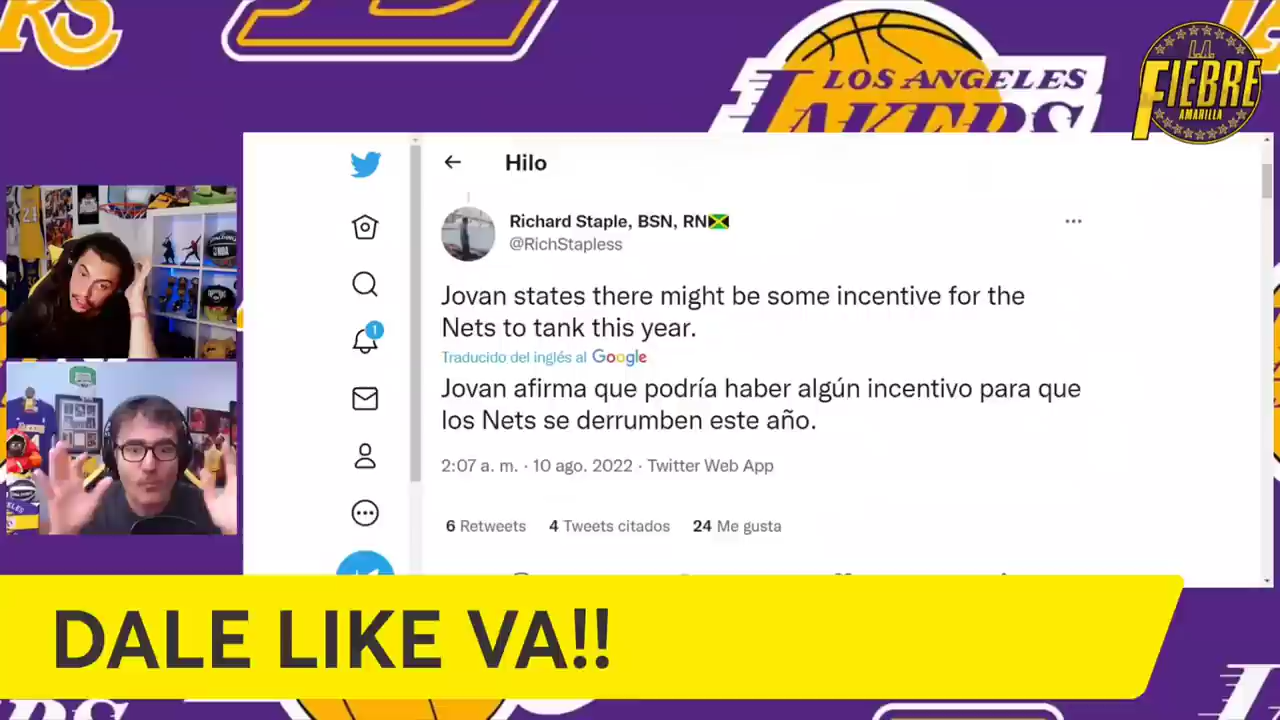 LOS ANGELES
LAKERS
L.A.
FIEBRE
AMARILLA
Hilo
Richard Staple, BSN, RN🇯🇲
@RichStapless
Jovan states there might be some incentive for the
Nets to tank this year.
Traducido del inglés al Google
Jovan afirma que podría haber algún incentivo para que
los Nets se derrumben este año.
2:07 a. m. · 10 ago. 2022 · Twitter Web App
6 Retweets 4 Tweets citados 24 Me gusta
1
DALE LIKE VA!!